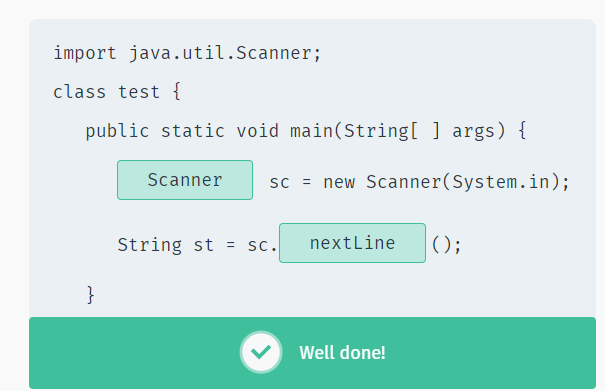 import java.util.Scanner;
class test {
public static void main(String[ ] args) {
Scanner sc = new Scanner(System.in);
String st = sc.nextLine();
}
Well done!